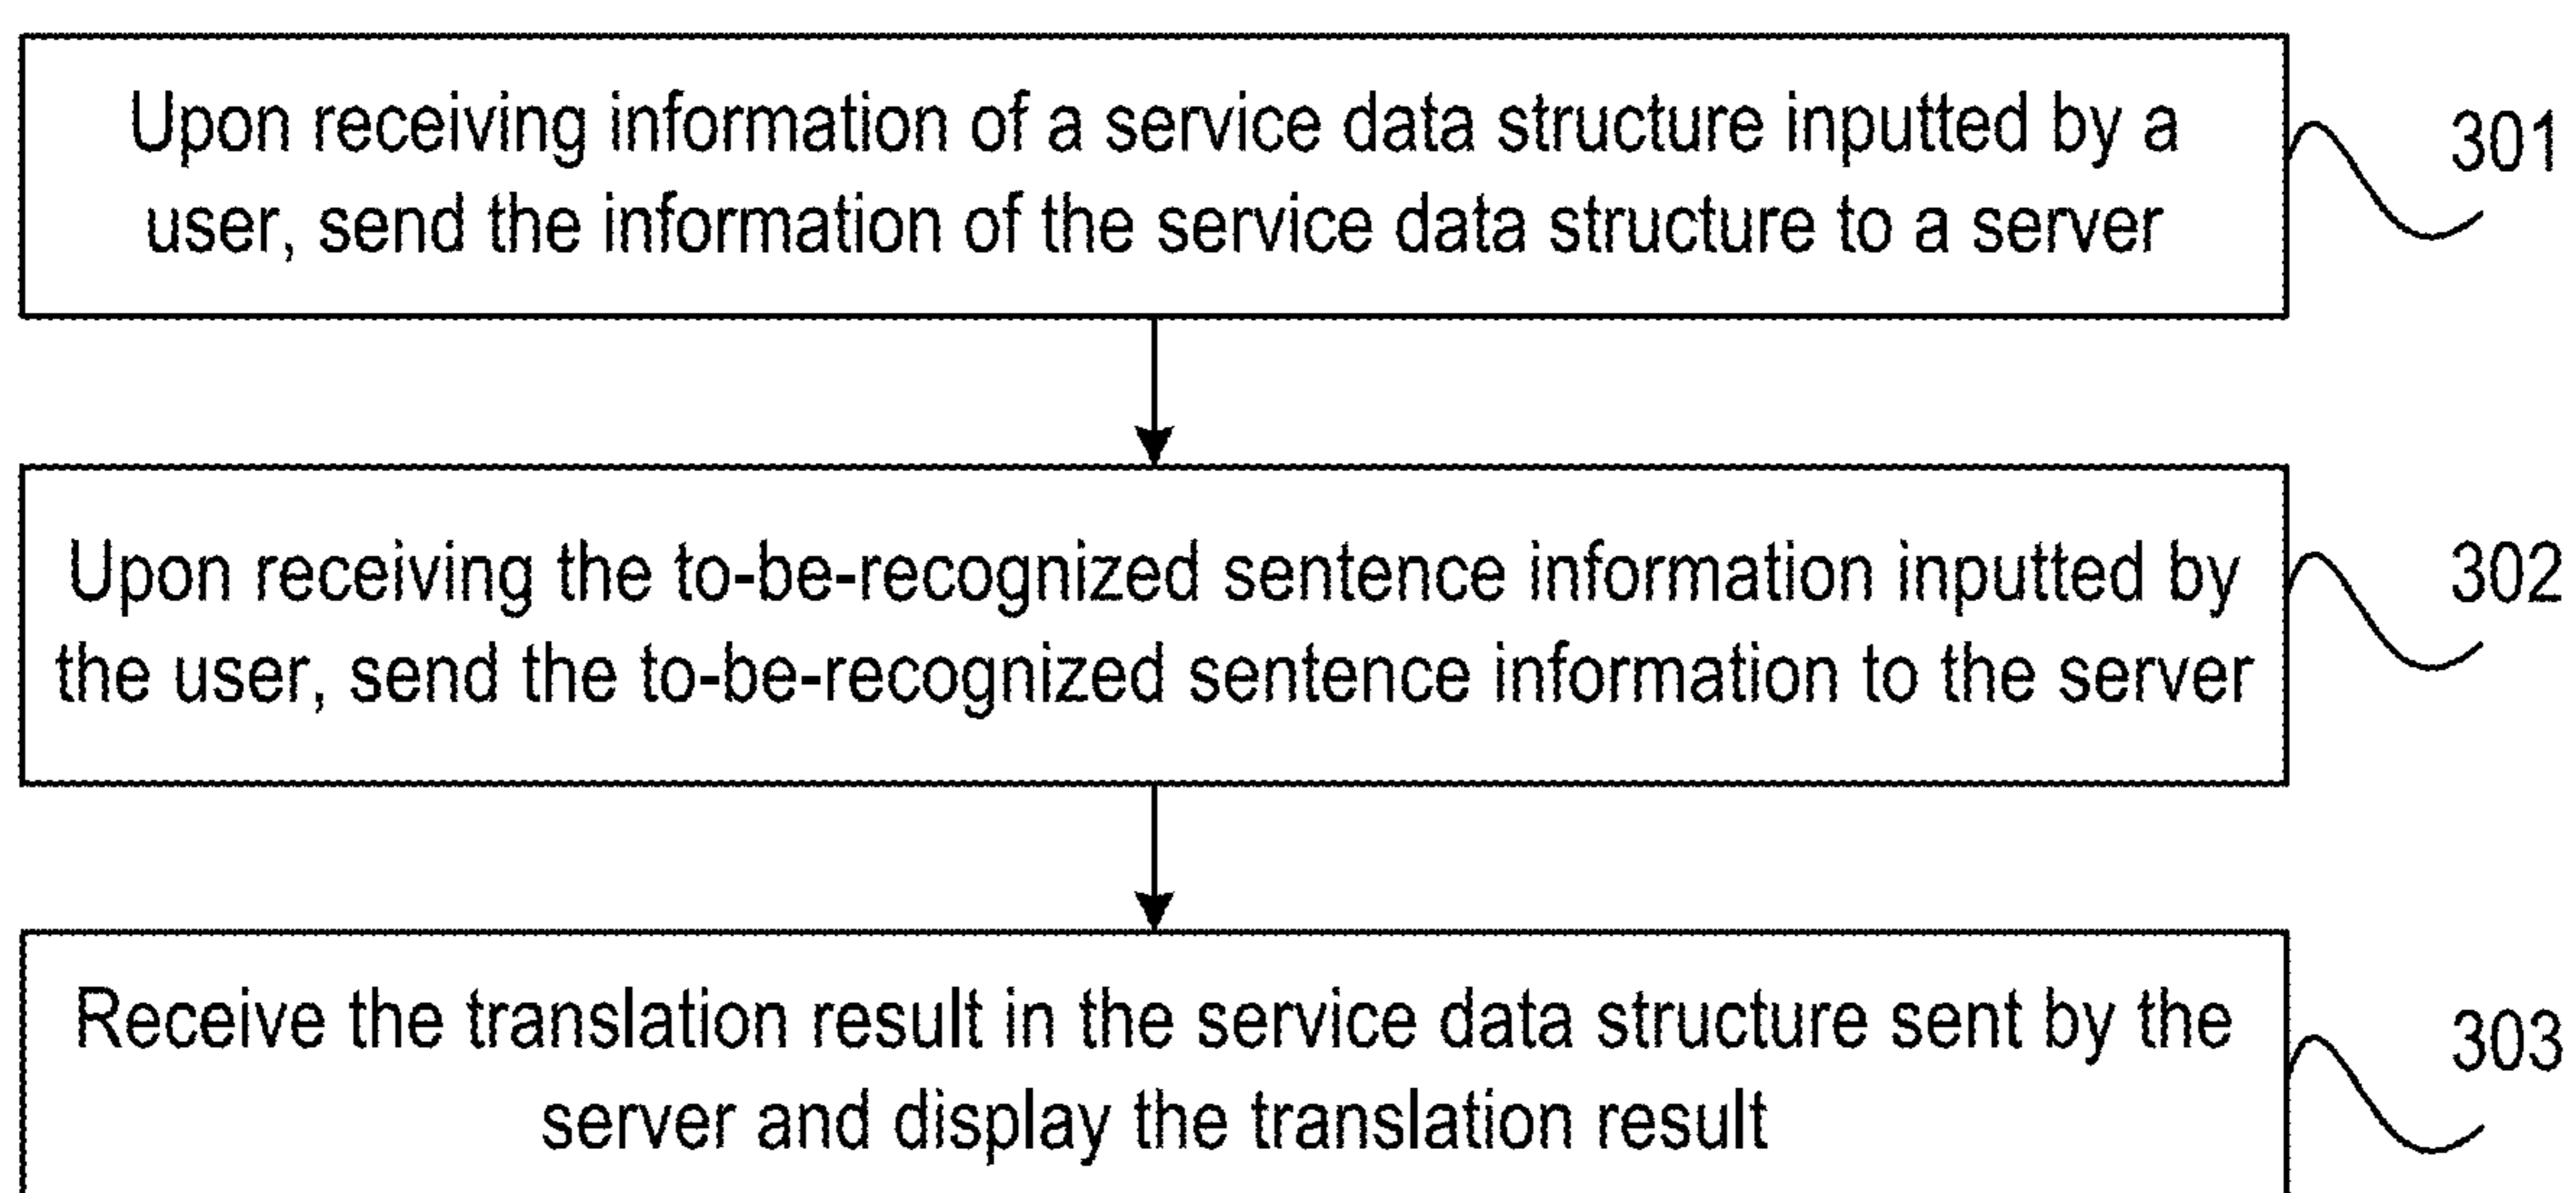 Upon receiving information of a service data structure inputted by a
user, send the information of the service data structure to a server
301
Upon receiving the to-be-recognized sentence information inputted by
the user, send the to-be-recognized sentence information to the server
302
Receive the translation result in the service data structure sent by the
server and display the translation result
303